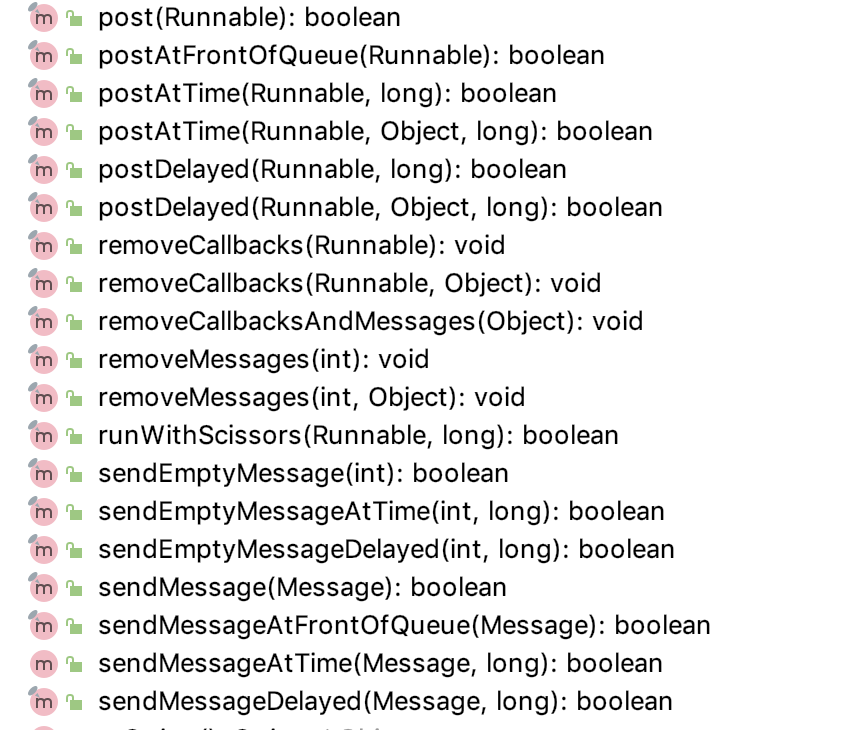 m post(Runnable): boolean
m postAtFrontOfQueue(Runnable): boolean
m postAtTime(Runnable, long): boolean
m postAtTime(Runnable, Object, long): boolean
m postDelayed(Runnable, long): boolean
m postDelayed(Runnable, Object, long): boolean
m removeCallbacks(Runnable): void
m removeCallbacks(Runnable, Object): void
m removeCallbacksAndMessages(Object): void
m removeMessages(int): void
m removeMessages(int, Object): void
m runWithScissors(Runnable, long): boolean
m sendEmptyMessage(int): boolean
m sendEmptyMessageAtTime(int, long): boolean
m sendEmptyMessageDelayed(int, long): boolean
m sendMessage(Message): boolean
m sendMessageAtFrontOfQueue(Message): boolean
m sendMessageAtTime(Message, long): boolean
m sendMessageDelayed(Message, long): boolean